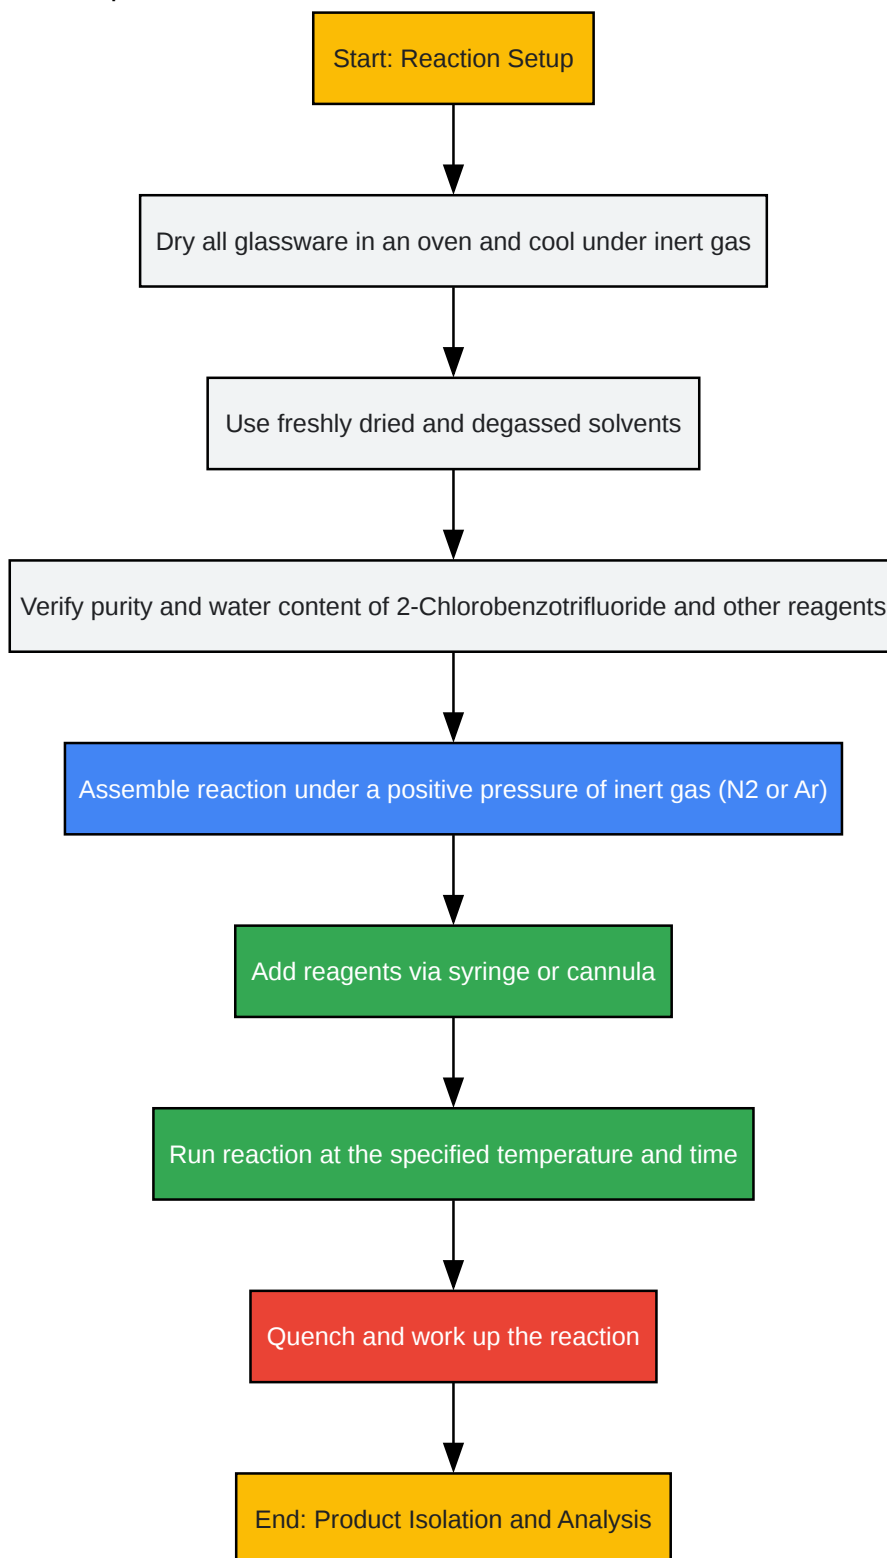 Start: Reaction Setup
Dry all glassware in an oven and cool under inert gas
Use freshly dried and degassed solvents
Verify purity and water content of 2-Chlorobenzotrifluoride and other reagents
Assemble reaction under a positive pressure of inert gas (N2 or Ar)
Add reagents via syringe or cannula
Run reaction at the specified temperature and time
Quench and work up the reaction
End: Product Isolation and Analysis